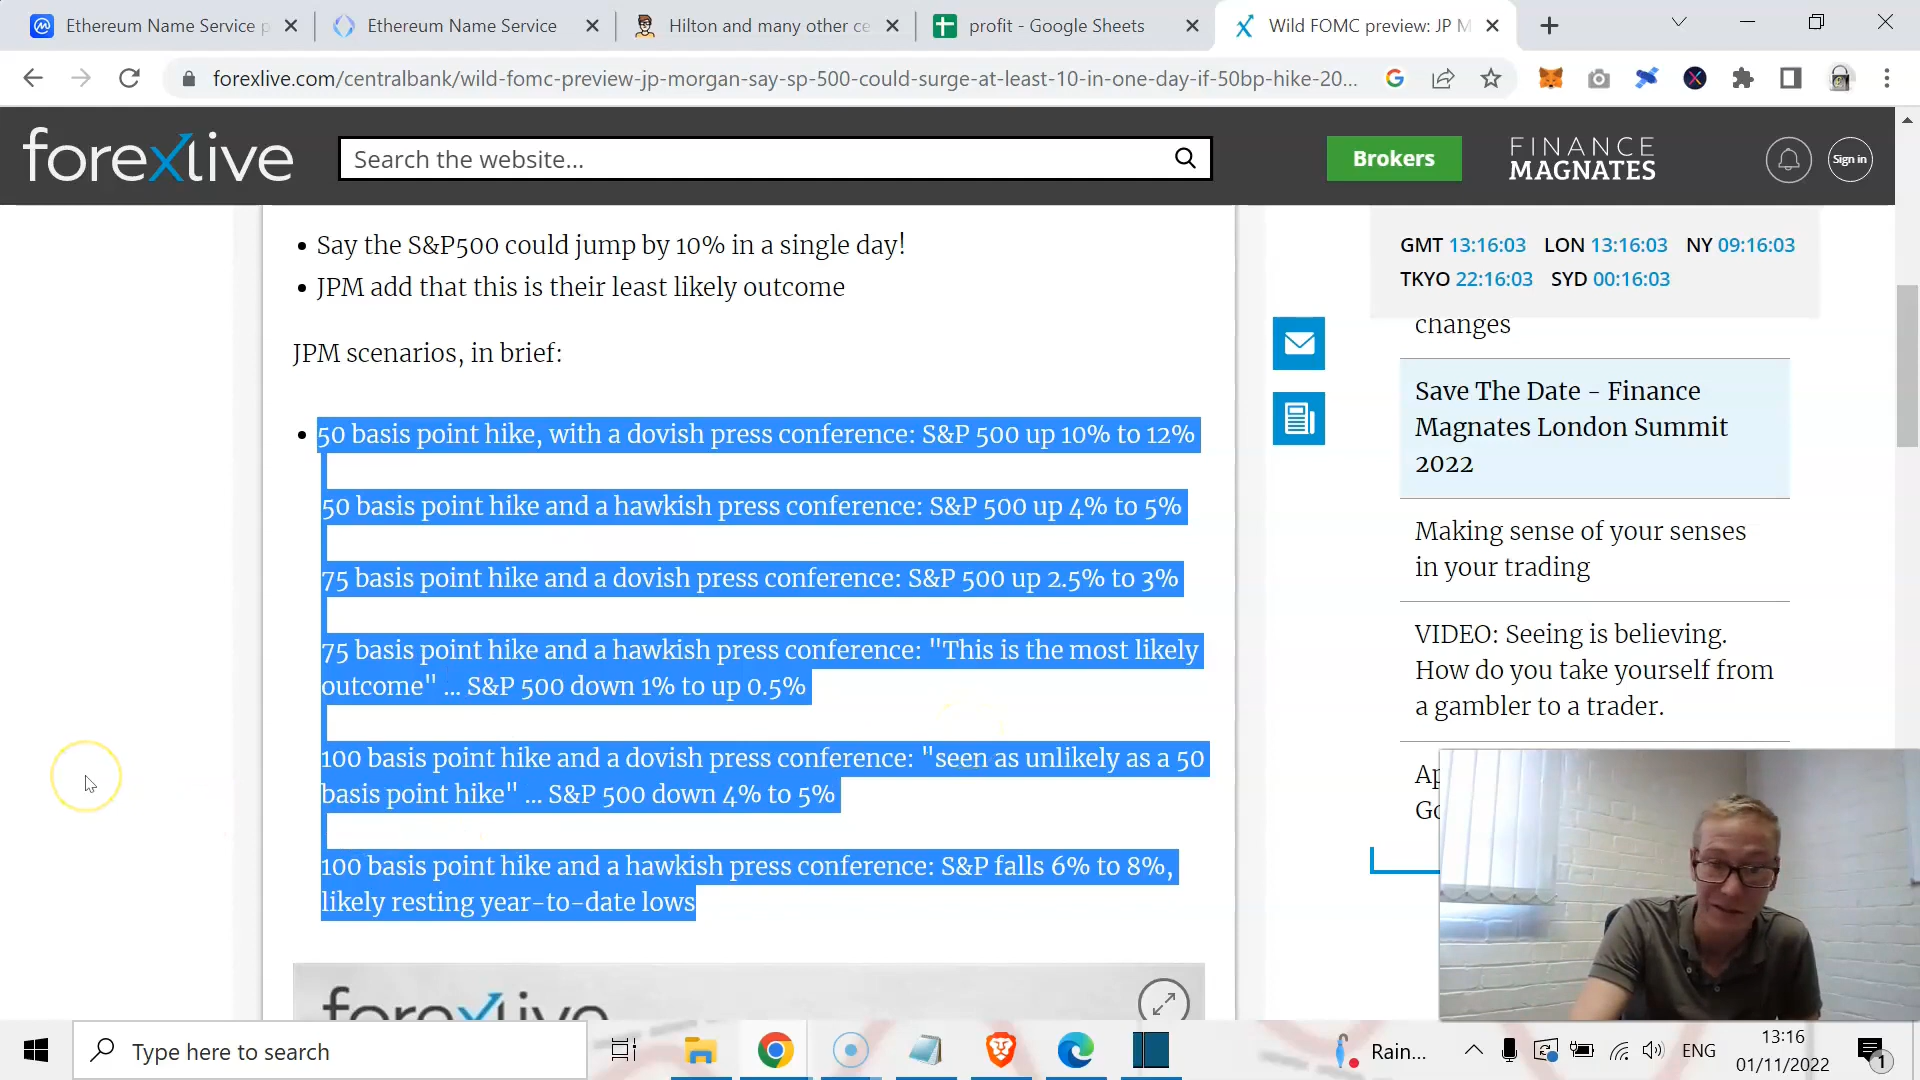 Ethereum Name Service p
Ethereum Name Service
Hilton and many other ce
profit - Google Sheets
Wild FOMC preview: JP M
forexlive.com/centralbank/wild-fomc-preview-jp-morgan-say-sp-500-could-surge-at-least-10-in-one-day-if-50bp-hike-20...
forexlive
Search the website...
Brokers
FINANCE
MAGNATES
Sign in
• Say the S&P500 could jump by 10% in a single day!
• JPM add that this is their least likely outcome
JPM scenarios, in brief:
• 50 basis point hike, with a dovish press conference: S&P 500 up 10% to 12%
50 basis point hike and a hawkish press conference: S&P 500 up 4% to 5%
75 basis point hike and a dovish press conference: S&P 500 up 2.5% to 3%
75 basis point hike and a hawkish press conference: "This is the most likely
outcome" ... S&P 500 down 1% to up 0.5%
100 basis point hike and a dovish press conference: "seen as unlikely as a 50
basis point hike" ... S&P 500 down 4% to 5%
100 basis point hike and a hawkish press conference: S&P falls 6% to 8%,
likely resting year-to-date lows
forexlive
GMT 13:16:03 LON 13:16:03 NY 09:16:03
TKYO 22:16:03 SYD 00:16:03
changes
Save The Date - Finance
Magnates London Summit
2022
Making sense of your senses
in your trading
VIDEO: Seeing is believing.
How do you take yourself from
a gambler to a trader.
Type here to search
Rain...
ENG
13:16
01/11/2022
1